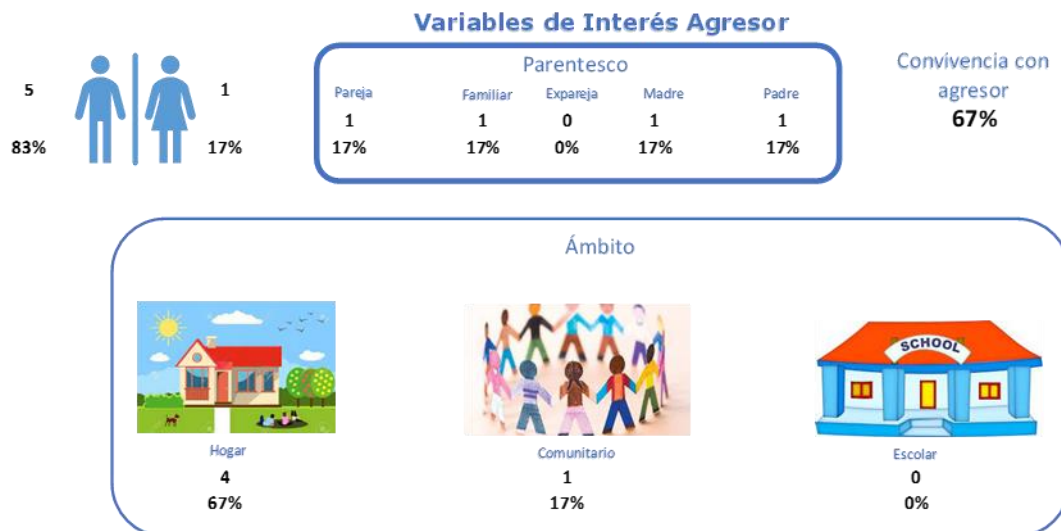 Variables de Interés Agresor
5
1
83%
17%
Parentesco
Pareja
Familiar
Expareja
Madre
Padre
1
1
0
1
1
17%
17%
0%
17%
17%
Convivencia con
agresor
67%
Ámbito
SCHOOL
Hogar
Comunitario
Escolar
4
1
0
67%
17%
0%